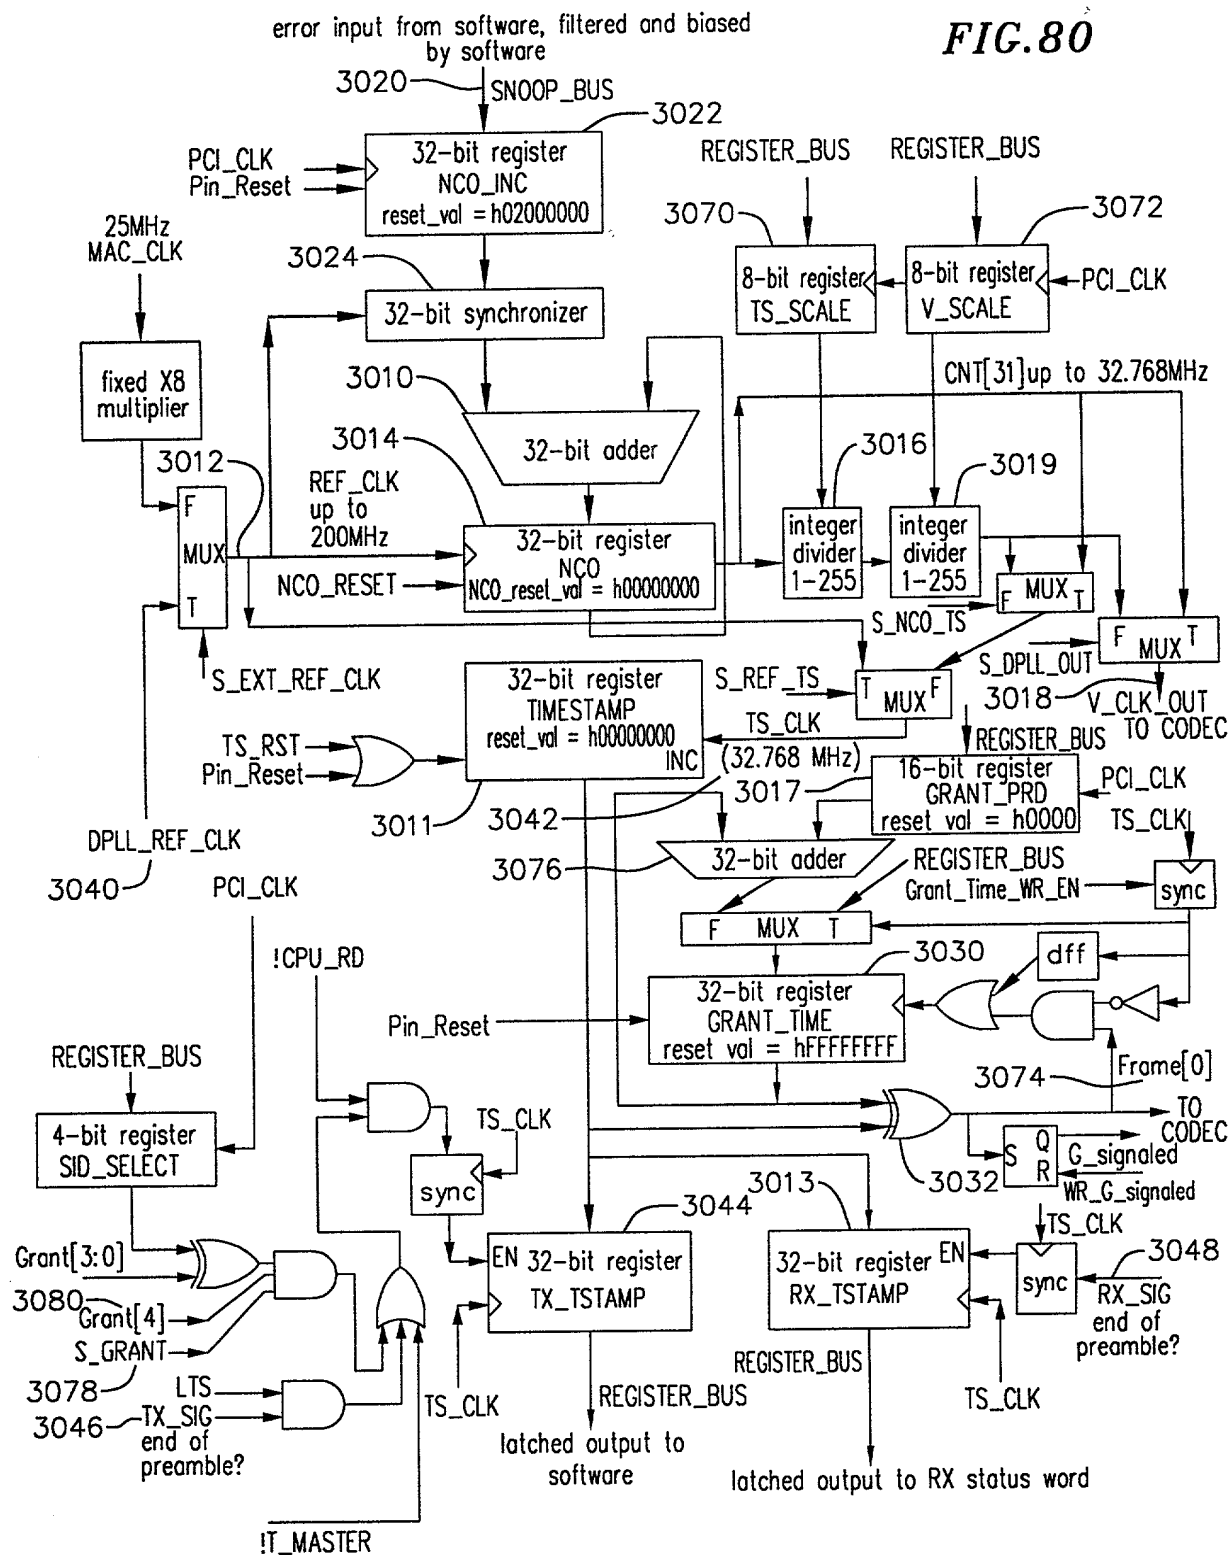 FIG.80
error input from software, filtered and biased
by software
3020
SNOOP_BUS
3022
32-bit register
NCO_INC
reset_val = h02000000
PCI_CLK
Pin_Reset
REGISTER_BUS
REGISTER_BUS
3070
3072
8-bit register
TS_SCALE
8-bit register
V_SCALE
PCI_CLK
25MHz
MAC_CLK
3024
32-bit synchronizer
fixed X8
multiplier
3010
32-bit adder
CNT[31]up to 32.768MHz
3014
3012
REF_CLK
up to
200MHz
3016
3019
F
MUX
T
32-bit register
NCO
NCO_reset_val = h00000000
NCO_RESET
integer
divider
1-255
integer
divider
1-255
F MUX T
S_NCO_TS
F MUX T
S_DPLL_OUT
3018
V_CLK_OUT
TO CODEC
S_EXT_REF_CLK
32-bit register
TIMESTAMP
reset_val = h00000000
INC
S_REF_TS
T MUX F
TS_CLK
(32.768 MHz)
TS_RST
Pin_Reset
3011
3042
3017
REGISTER_BUS
16-bit register
GRANT_PRD
reset val = h0000
PCI_CLK
TS_CLK
DPLL_REF_CLK
3040
PCI_CLK
3076
32-bit adder
REGISTER_BUS
Grant_Time_WR_EN
sync
F MUX T
!CPU_RD
3030
dff
32-bit register
GRANT_TIME
reset val = hFFFFFFFF
Pin_Reset
REGISTER_BUS
3074
Frame[0]
TO
CODEC
4-bit register
SID_SELECT
TS_CLK
sync
S Q
R
G_signaled
WR_G_signaled
3032
3013
3044
TS_CLK
Grant[3:0]
EN
32-bit register
TX_TSTAMP
32-bit register
RX_TSTAMP
EN
sync
3048
RX_SIG
end of
preamble?
3080
Grant[4]
S_GRANT
3078
LTS
3046
TX_SIG
end of
preamble?
TS_CLK
REGISTER_BUS
REGISTER_BUS
TS_CLK
latched output to
software
latched output to RX status word
!T_MASTER